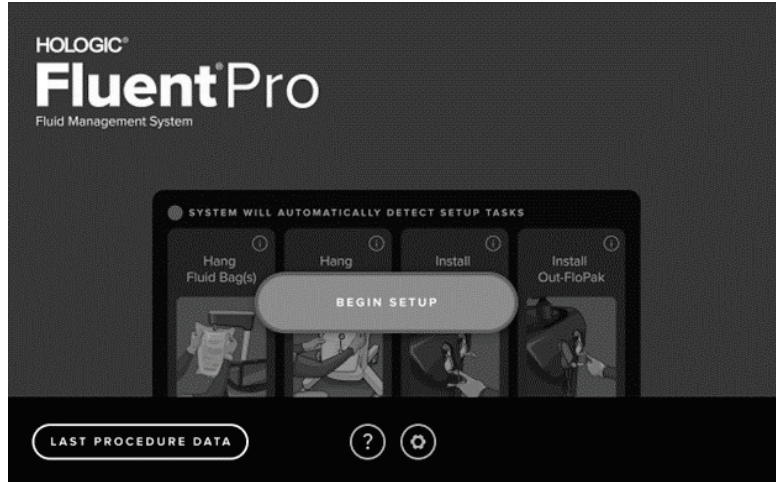 HOLOGIC®
Fluent® Pro
Fluid Management System
SYSTEM WILL AUTOMATICALLY DETECT SETUP TASKS
Hang
Fluid Bag(s)
Hang
Install
Install
Out-FloPak
BEGIN SETUP
LAST PROCEDURE DATA
?